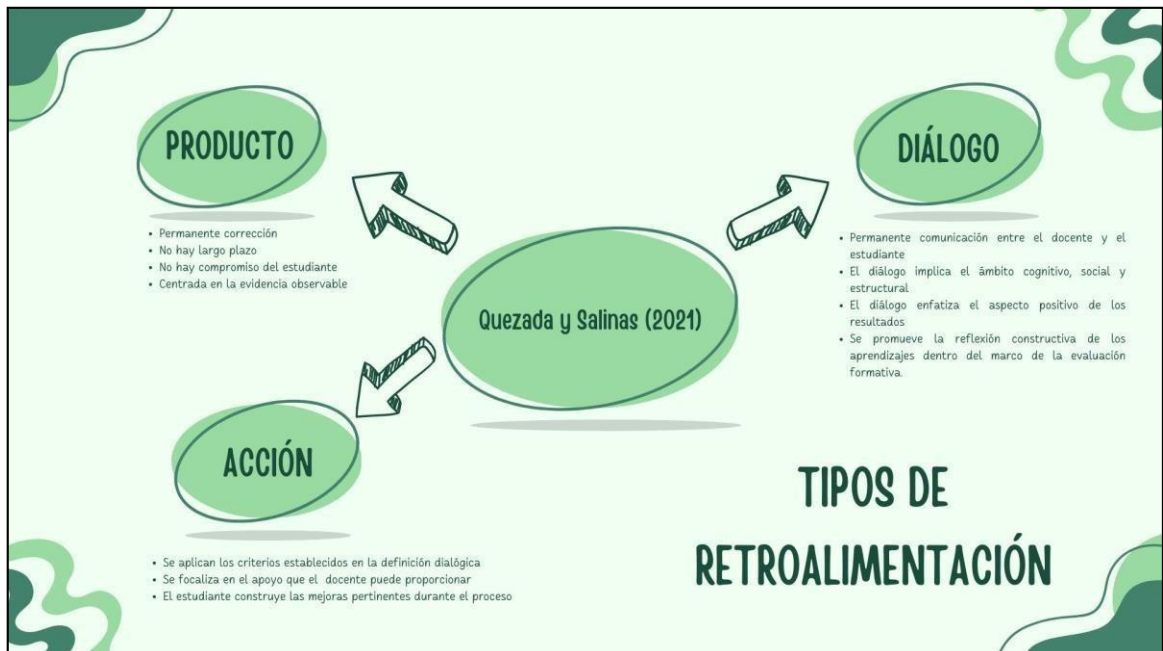 PRODUCTO
• Permanente corrección
• No hay largo plazo
• No hay compromiso del estudiante
• Centrada en la evidencia observable
DIÁLOGO
• Permanente comunicación entre el docente y el
estudiante
• El diálogo implica el ámbito cognitivo, social y
estructural
• El diálogo enfatiza el aspecto positivo de los
resultados
• Se promueve la reflexión constructiva de los
aprendizajes dentro del marco de la evaluación
formativa.
Quezada y Salinas (2021)
ACCIÓN
• Se aplican los criterios establecidos en la definición dialógica
• Se focaliza en el apoyo que el docente puede proporcionar
• El estudiante construye las mejoras pertinentes durante el proceso
TIPOS DE
RETROALIMENTACIÓN